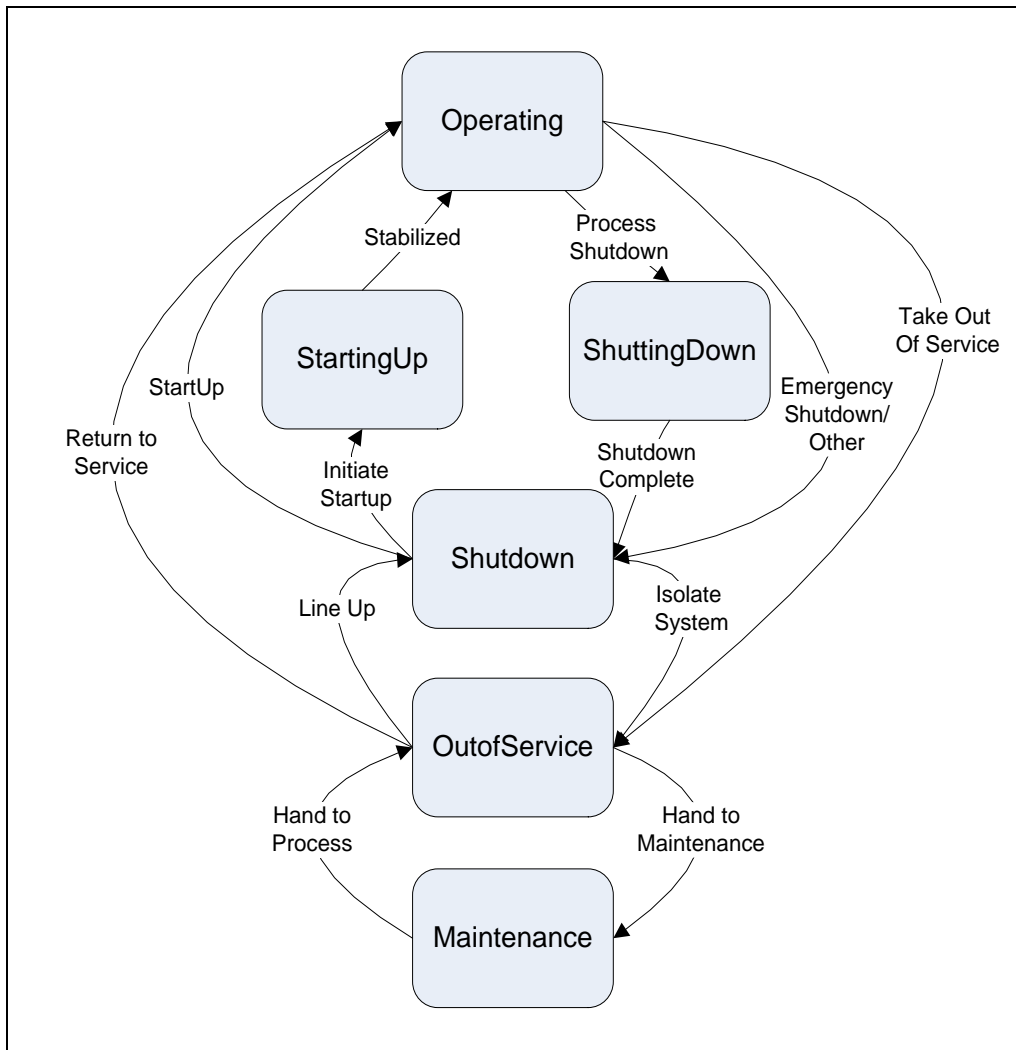 Operating
Stabilized
Process
Shutdown
StartingUp
ShuttingDown
Take Out
Of Service
StartUp
Emergency
Shutdown/
Other
Return to
Service
Initiate
Startup
Shutdown
Complete
Shutdown
Line Up
Isolate
System
OutofService
Hand to
Process
Hand to
Maintenance
Maintenance